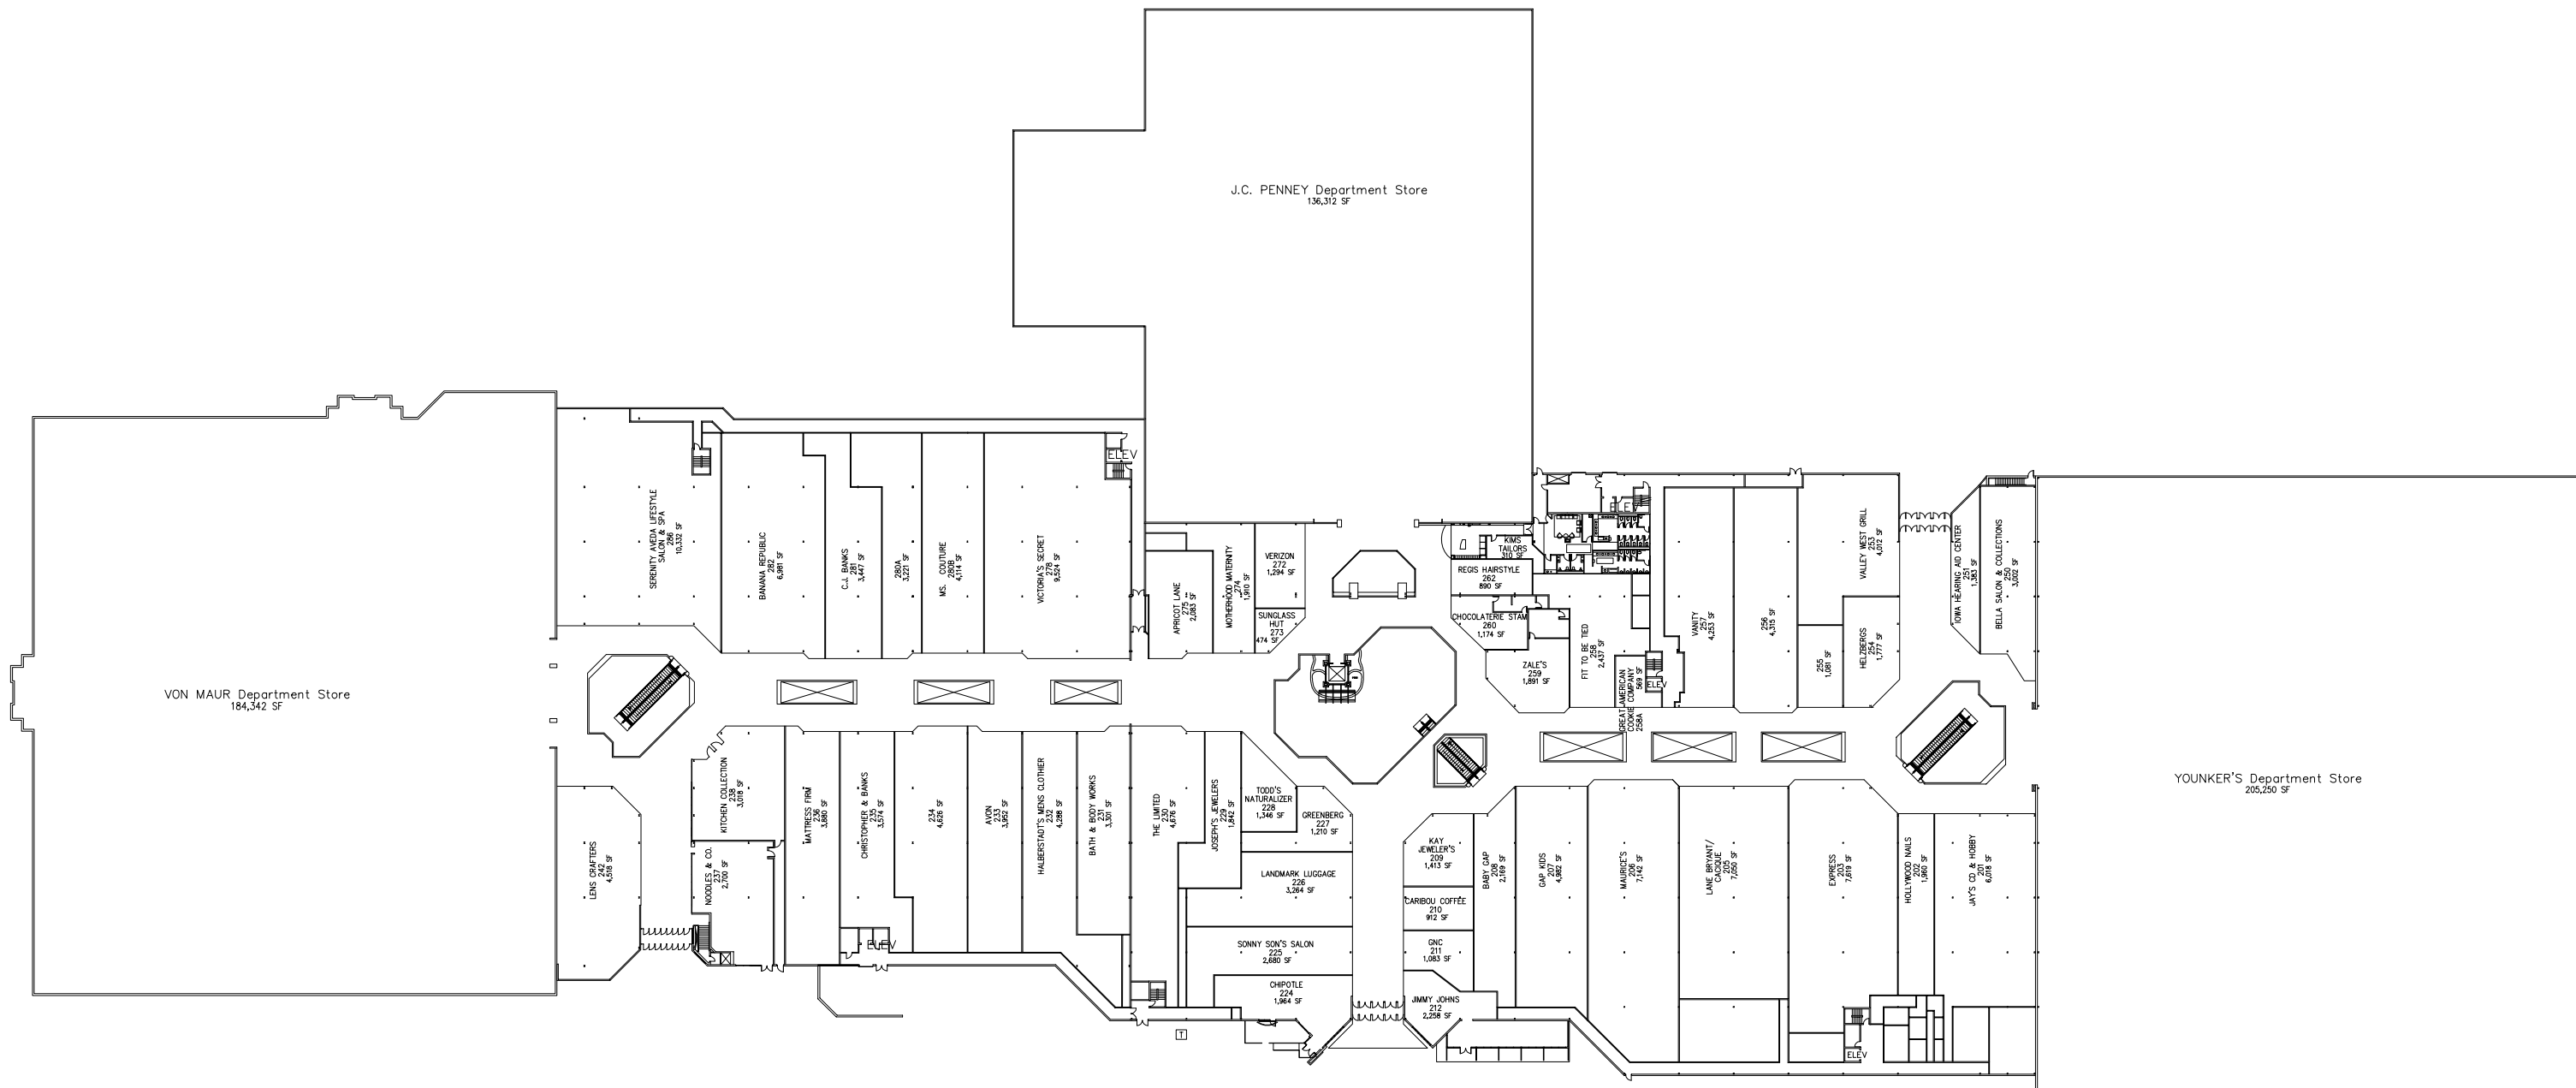 J.C. PENNEY Department Store
136,312 SF
VON MAUR Department Store
184,342 SF
YOUNKER'S Department Store
205,250 SF
SERENITY AVEDA LIFESTYLE
SALON & SPA
286
10,332 SF
BANANA REPUBLIC
282
6,981 SF
C.J. BANKS
281
3,447 SF
280A
3,221 SF
MS. COUTURE
280B
4,114 SF
VICTORIA'S SECRET
278
9,524 SF
ELEV
APRICOT LANE
275
2,083 SF
MOTHERHOOD MATERNITY
274
1,910 SF
VERIZON
272
1,294 SF
SUNGLASS
HUT
273
474 SF
KIMS
TAILORS
310 SF
REGIS HAIRSTYLE
262
890 SF
CHOCOLATERIE STAM
260
1,174 SF
ZALE'S
259
1,891 SF
FIT TO BE TIED
258
2,437 SF
GREAT AMERICAN
COOKIE COMPANY
258A
569 SF
ELEV
ELEV
VANITY
257
4,253 SF
256
4,315 SF
255
1,081 SF
HELZBERGS
254
1,777 SF
VALLEY WEST GRILL
253
4,012 SF
IOWA HEARING AID CENTER
251
1,383 SF
BELLA SALON & COLLECTIONS
250
3,002 SF
LENS CRAFTERS
242
4,518 SF
KITCHEN COLLECTION
238
3,018 SF
NOODLES & CO.
237
2,700 SF
MATTRESS FIRM
236
3,880 SF
CHRISTOPHER & BANKS
235
3,574 SF
ELEV
234
4,626 SF
AVON
233
3,952 SF
HALBERSTADT'S MENS CLOTHIER
232
4,288 SF
BATH & BODY WORKS
231
3,301 SF
THE LIMITED
230
4,676 SF
JOSEPH'S JEWELERS
229
1,842 SF
TODD'S
NATURALIZER
228
1,346 SF
GREENBERG
227
1,210 SF
LANDMARK LUGGAGE
226
3,264 SF
SONNY SON'S SALON
225
2,680 SF
CHIPOTLE
224
1,964 SF
T
KAY
JEWELER'S
209
1,413 SF
CARIBOU COFFEE
210
912 SF
GNC
211
1,083 SF
JIMMY JOHNS
212
2,258 SF
BABY GAP
208
2,169 SF
GAP KIDS
207
4,982 SF
MAURICE'S
206
7,142 SF
LANE BRYANT/
CACIQUE
205
7,050 SF
EXPRESS
203
7,619 SF
ELEV
HOLLYWOOD NAILS
202
1,960 SF
JAY'S CD & HOBBY
201
6,018 SF